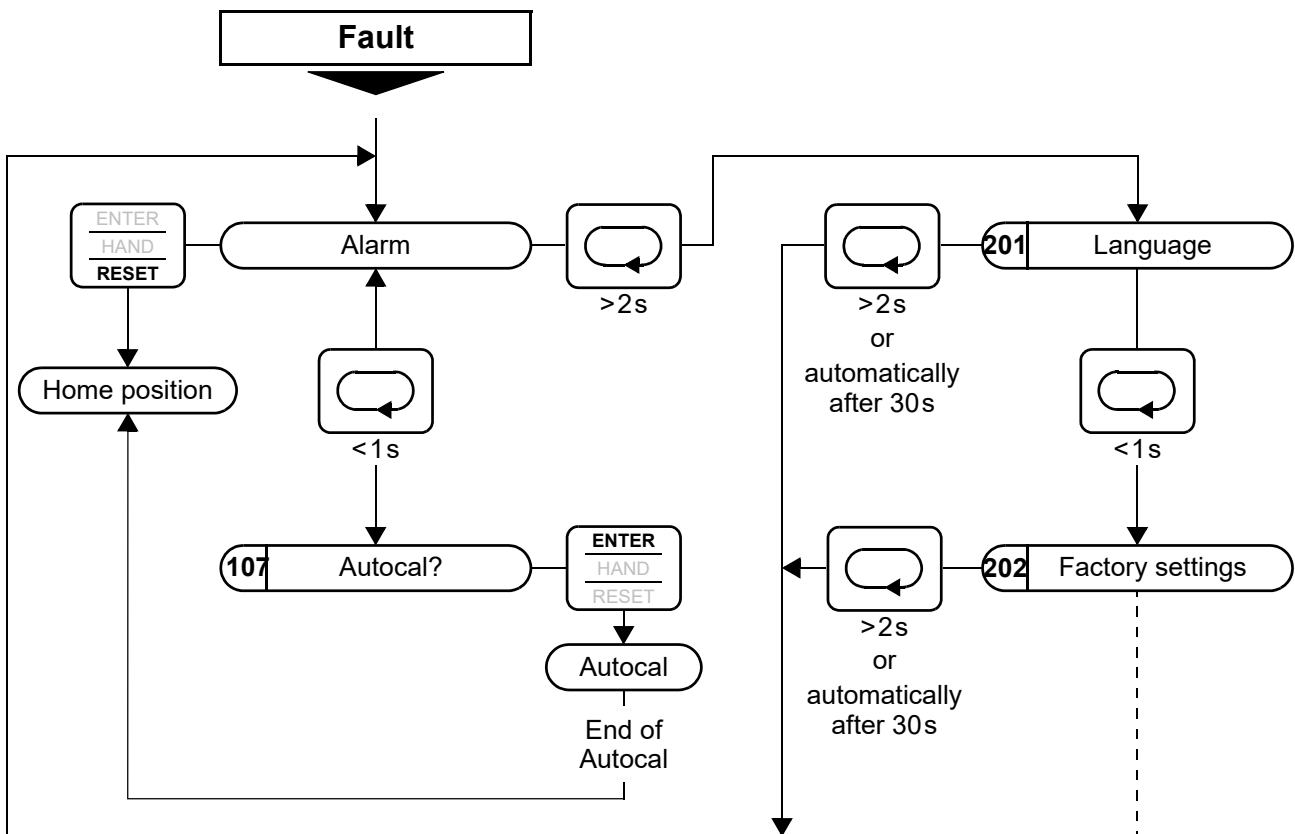 Fault
ENTER
HAND
RESET
Alarm
>2s
201 Language
>2s
or
automatically
after 30s
Home position
<1s
<1s
107 Autocal?
ENTER
HAND
RESET
202 Factory settings
>2s
or
automatically
after 30s
Autocal
End of
Autocal